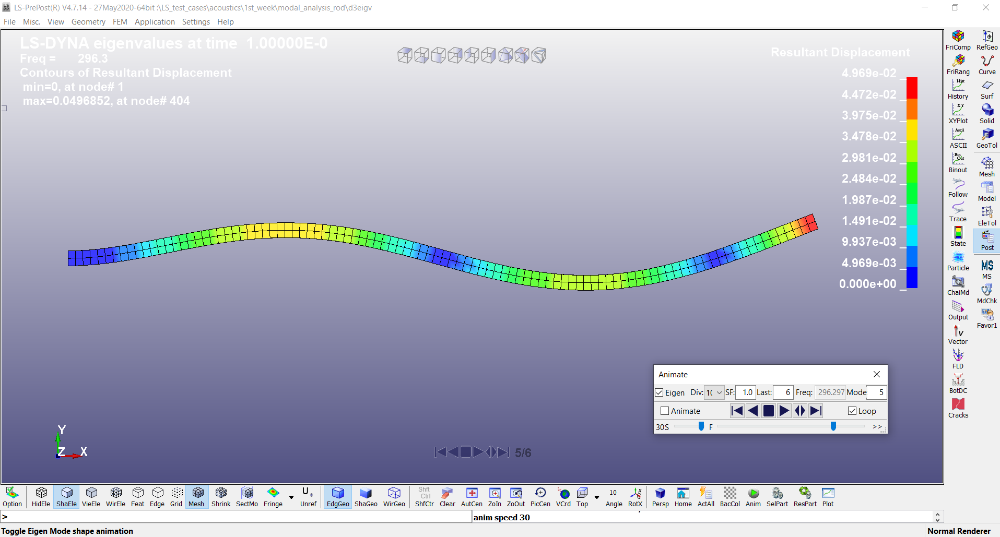 LS-PrePost(R) V4.7.14 - 27May2020-64bit :\LS_test_cases\acoustics\1st_week\modal_analysis_rod\d3eigv
File Misc. View Geometry FEM Application Settings Help
LS-DYNA eigenvalues at time 1.00000E-0
Freq = 296.3
Contours of Resultant Displacement
min=0, at node# 1
max=0.0496852, at node# 404
Resultant Displacement
4.969e-02
4.472e-02
3.975e-02
3.478e-02
2.981e-02
2.484e-02
1.987e-02
1.491e-02
9.937e-03
4.969e-03
0.000e+00
FriComp RefGeo
FriRang Curve
Hist
History Surf
X Y
XYPlot Solid
Ascii
ASCII GeoTol
Bin
Out
Binout Mesh
Follow Model
Trace EleTol
State Post
Particle MS
MS
ChaiMd MdChk
Output Favor1
V
Vector
FLD
BotDC
Cracks
Animate
Eigen Div: 10 SF: 1.0 Last: 6 Freq: 296.297 Mode 5
Animate Loop
30S F >>
Y
Z X
5/6
Option HidEle ShaEle VieEle WirEle Feat Edge Grid Mesh Shrink SectMo Fringe U Unref EdgGeo ShaGeo WirGeo Shft Ctrl ShfCtr Clear AutCen ZoIn ZoOut PicCen VCrd Top 10 Angle RotX Persp Home ActAll BacCol Anim SelPart ResPart Plot
> anim speed 30
Toggle Eigen Mode shape animation Normal Renderer